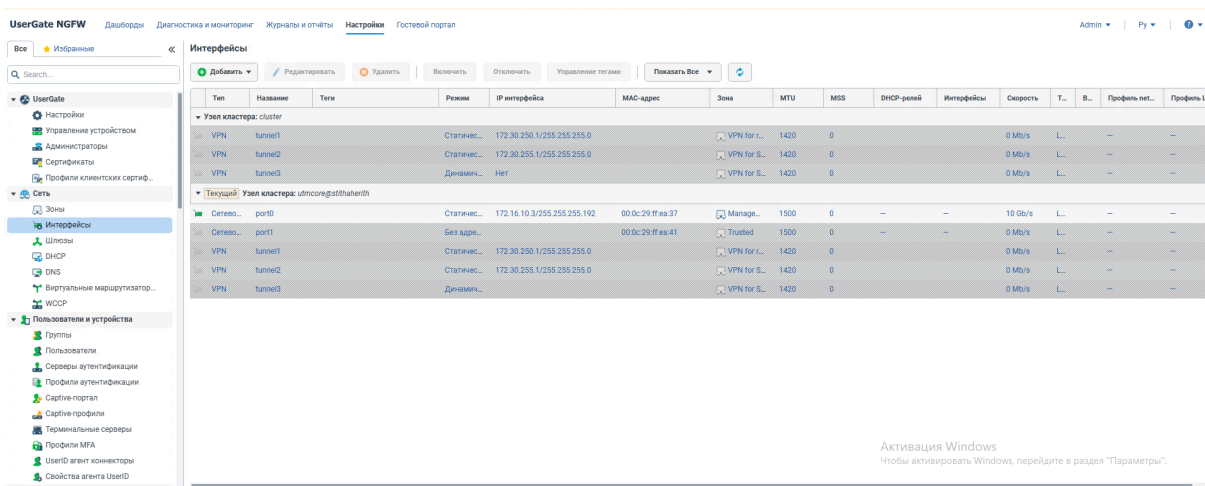 UserGate NGFW Дашборды Диагностика и мониторинг Журналы и отчёты Настройки Гостевой портал Admin Ру ?
Все Избранные «
Интерфейсы
Search...
Добавить Редактировать Удалить Включить Отключить Управление тегами Показать Все
UserGate
Настройки
Управление устройством
Администраторы
Сертификаты
Профили клиентских сертиф...
Сеть
Зоны
Интерфейсы
Шлюзы
DHCP
DNS
Виртуальные маршрутизатор...
WCCP
Пользователи и устройства
Группы
Пользователи
Серверы аутентификации
Профили аутентификации
Captive-портал
Captive-профили
Терминальные серверы
Профили MFA
UserID агент коннекторы
Свойства агента UserID
Тип Название Теги Режим IP интерфейса MAC-адрес Зона MTU MSS DHCP-релей Интерфейсы Скорость Т... В... Профиль net... Профиль L
Узел кластера: cluster
VPN tunnel1 Статичес... 172.30.250.1/255.255.255.0 VPN for r... 1420 0 0 Mb/s L... — —
VPN tunnel2 Статичес... 172.30.255.1/255.255.255.0 VPN for S... 1420 0 0 Mb/s L... — —
VPN tunnel3 Динамич... Нет VPN for S... 1420 0 0 Mb/s L... — —
Текущий Узел кластера: utmcore@stithaherith
Сетево... port0 Статичес... 172.16.10.3/255.255.255.192 00:0c:29:ff:ea:37 Manage... 1500 0 — — 10 Gb/s L... — —
Сетево... port1 Без адре... 00:0c:29:ff:ea:41 Trusted 1500 0 — — 0 Mb/s L... — —
VPN tunnel1 Статичес... 172.30.250.1/255.255.255.0 VPN for r... 1420 0 0 Mb/s L... — —
VPN tunnel2 Статичес... 172.30.255.1/255.255.255.0 VPN for S... 1420 0 0 Mb/s L... — —
VPN tunnel3 Динамич... VPN for S... 1420 0 0 Mb/s L... — —
Активация Windows
Чтобы активировать Windows, перейдите в раздел "Параметры".